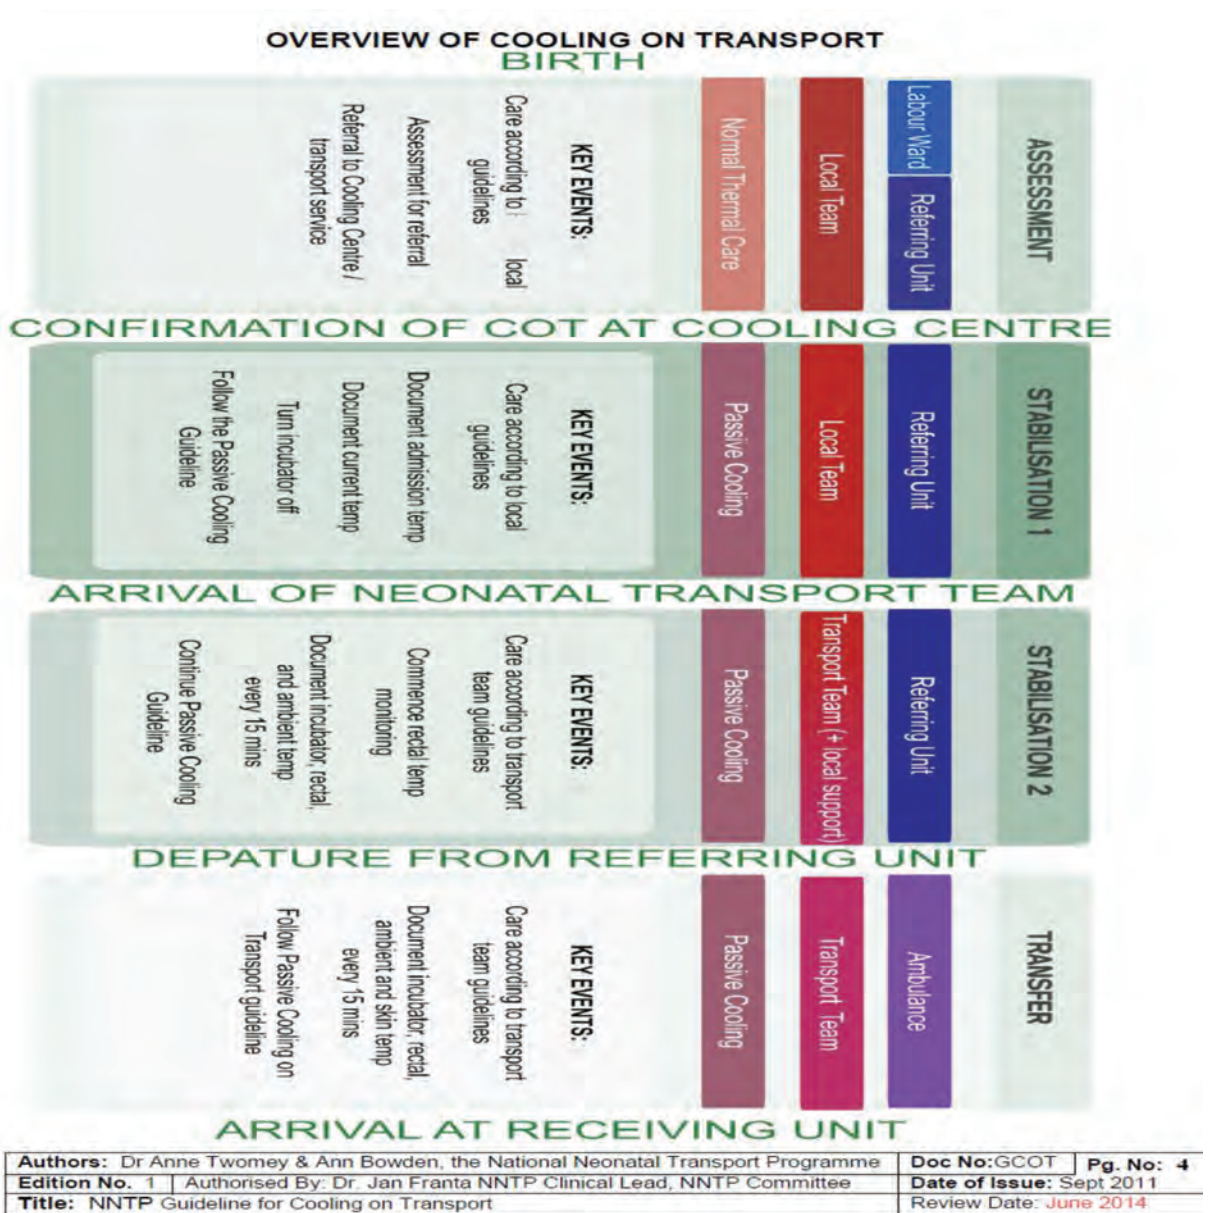 OVERVIEW OF COOLING ON TRANSPORT
BIRTH
ASSESSMENT
Labour Ward
Referring Unit
Local Team
Normal Thermal Care
KEY EVENTS:
Care according to local
guidelines
Assessment for referral
Referral to Cooling Centre /
transport service
CONFIRMATION OF COT AT COOLING CENTRE
STABILISATION 1
Referring Unit
Local Team
Passive Cooling
KEY EVENTS:
Care according to local
guidelines
Document admission temp
Document current temp
Turn incubator off
Follow the Passive Cooling
Guideline
ARRIVAL OF NEONATAL TRANSPORT TEAM
STABILISATION 2
Referring Unit
Transport Team (+ local support)
Passive Cooling
KEY EVENTS:
Care according to transport
team guidelines
Commence rectal temp
monitoring
Document incubator, rectal,
and ambient temp
every 15 mins
Continue Passive Cooling
Guideline
DEPATURE FROM REFERRING UNIT
TRANSFER
Ambulance
Transport Team
Passive Cooling
KEY EVENTS:
Care according to transport
team guidelines
Document incubator, rectal,
ambient and skin temp
every 15 mins
Follow Passive Cooling on
Transport guideline
ARRIVAL AT RECEIVING UNIT
Authors: Dr Anne Twomey & Ann Bowden, the National Neonatal Transport Programme
Doc No:GCOT
Pg. No: 4
Edition No. 1
Authorised By: Dr. Jan Franta NNTP Clinical Lead, NNTP Committee
Date of Issue: Sept 2011
Title: NNTP Guideline for Cooling on Transport
Review Date: June 2014